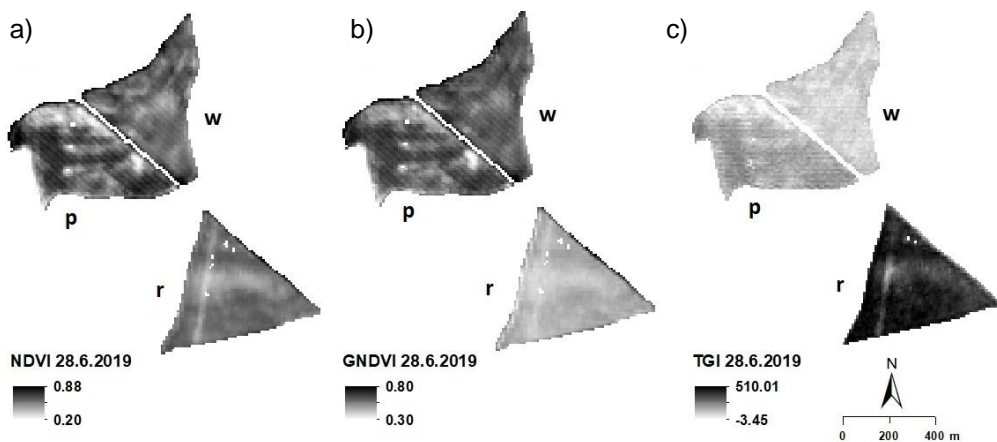 a)
b)
c)
w
w
w
p
p
p
r
r
r
NDVI 28.6.2019
0.88
0.20
GNDVI 28.6.2019
0.80
0.30
TGI 28.6.2019
510.01
-3.45
N
0 200 400 m